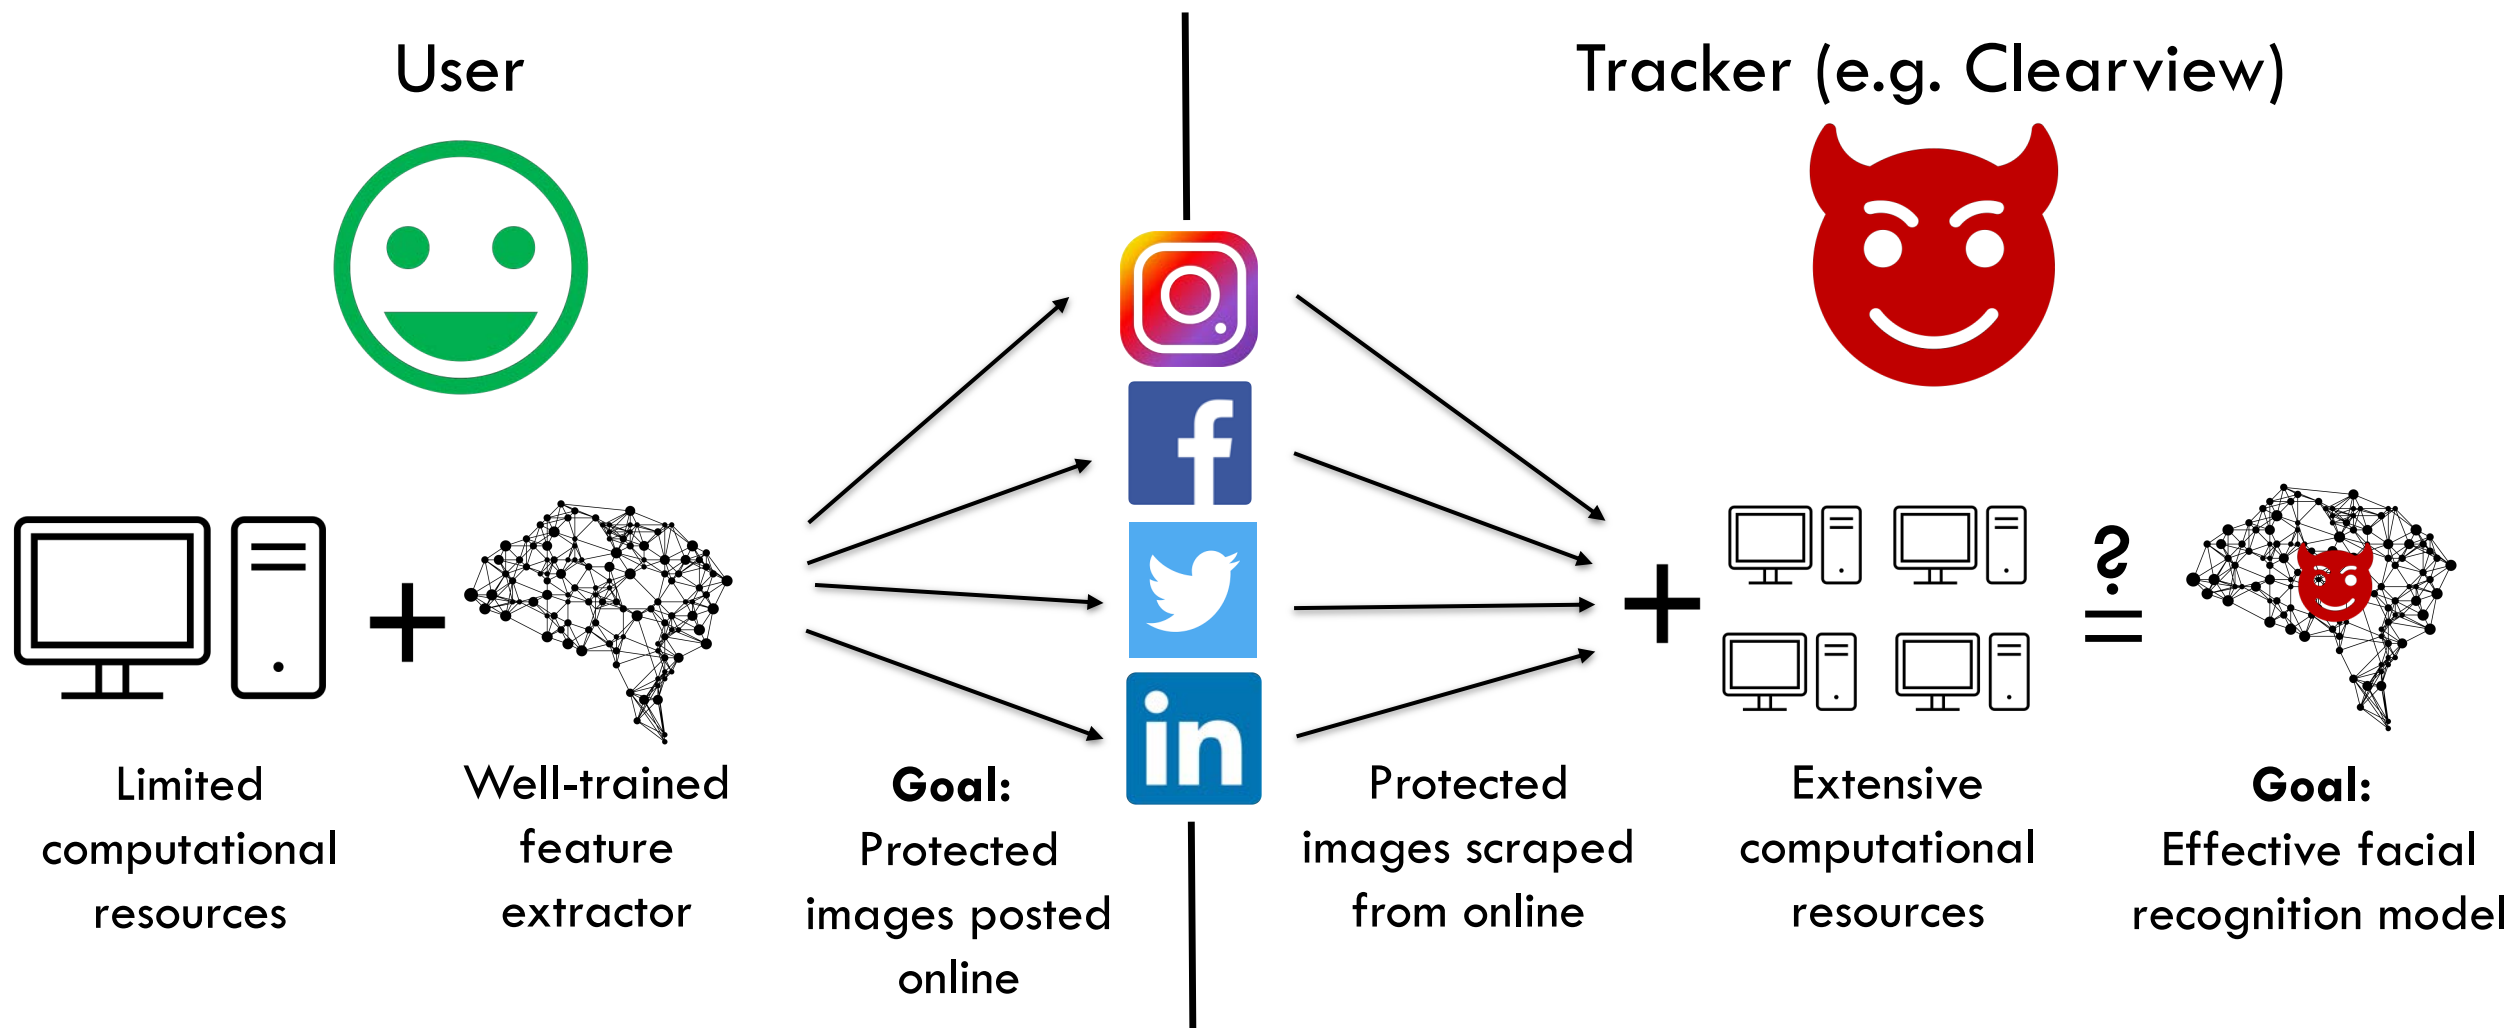 User
Tracker (e.g. Clearview)
f
in
?
Limited
computational
resources
Well-trained
feature
extractor
Goal:
Protected
images posted
online
Protected
images scraped
from online
Extensive
computational
resources
Goal:
Effective facial
recognition model